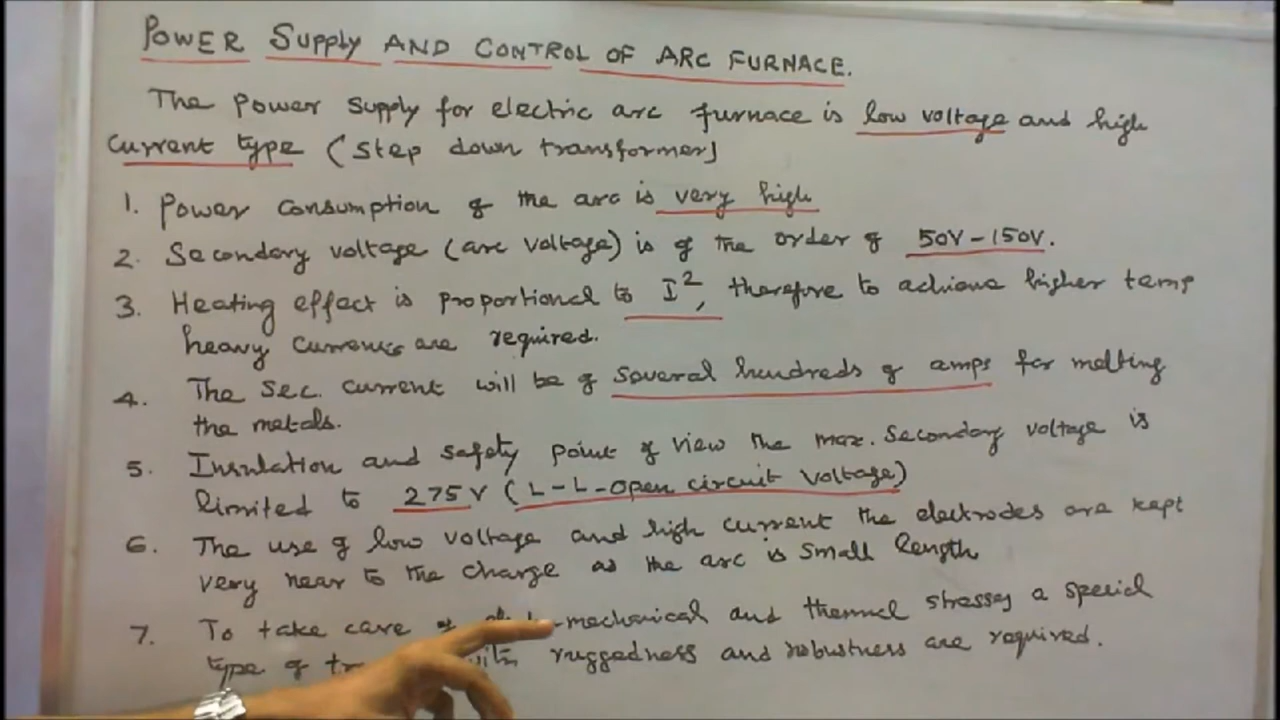 POWER Supply AND CONTROL OF ARC FURNACE.
The power supply for electric arc furnace is low voltage and high
current type (step down transformer)
1. Power consumption of the arc is very high
2. Secondary voltage (arc voltage) is of the order of 50V-150V.
3. Heating effect is proportional to I², therefore to achieve higher temp
heavy currents are required.
4. The Sec. current will be of several hundreds of amps for melting
the metals.
5. Insulation and safety point of view the max. secondary voltage is
limited to 275V (L-L-open circuit voltage)
6. The use of low voltage and high current the electrodes are kept
very near to the charge as the arc is small length
7. To take care of -mechanical and thermal stresses a special
type of ruggedness and robustness are required.